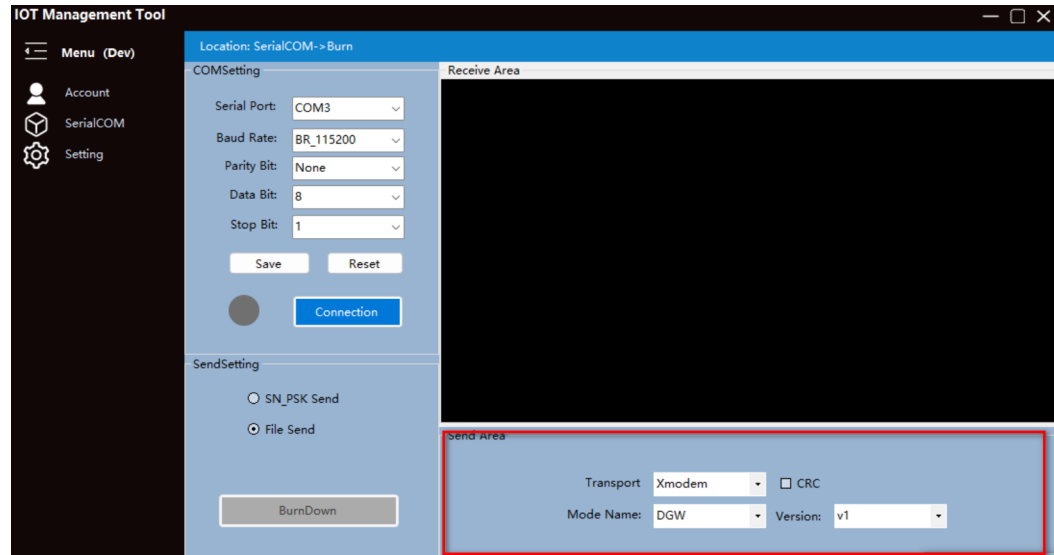 IOT Management Tool
Menu (Dev)
Account
SerialCOM
Setting
Location: SerialCOM->Burn
COMSetting
Serial Port: COM3
Baud Rate: BR_115200
Parity Bit: None
Data Bit: 8
Stop Bit: 1
Save Reset
Connection
SendSetting
SN_PSK Send
File Send
BurnDown
Receive Area
Send Area
Transport Xmodem CRC
Mode Name: DGW Version: v1